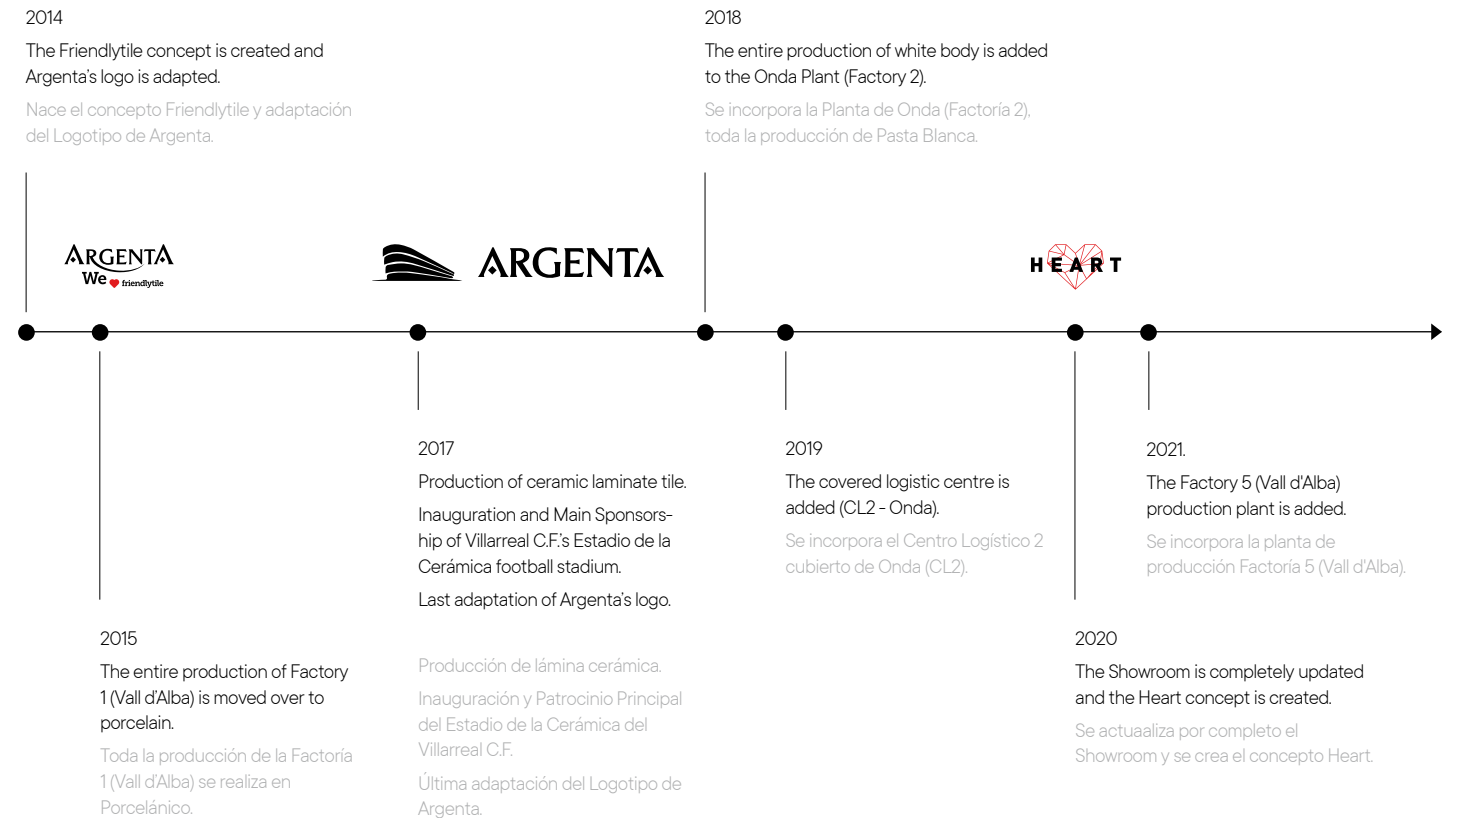 2014
The Friendlytile concept is created and
Argenta's logo is adapted.
Nace el concepto Friendlytile y adaptación
del Logotipo de Argenta.
2018
The entire production of white body is added
to the Onda Plant (Factory 2).
Se incorpora la Planta de Onda (Factoría 2),
toda la producción de Pasta Blanca.
ARGENTA
We friendlytile
ARGENTA
HEART
2017
Production of ceramic laminate tile.
Inauguration and Main Sponsors-
hip of Villarreal C.F.'s Estadio de la
Cerámica football stadium.
Last adaptation of Argenta's logo.
Producción de lámina cerámica.
Inauguración y Patrocinio Principal
del Estadio de la Cerámica del
Villarreal C.F.
Última adaptación del Logotipo de
Argenta.
2019
The covered logistic centre is
added (CL2 - Onda).
Se incorpora el Centro Logístico 2
cubierto de Onda (CL2).
2021.
The Factory 5 (Vall d'Alba)
production plant is added.
Se incorpora la planta de
producción Factoría 5 (Vall d'Alba).
2015
The entire production of Factory
1 (Vall d'Alba) is moved over to
porcelain.
Toda la producción de la Factoría
1 (Vall d'Alba) se realiza en
Porcelánico.
2020
The Showroom is completely updated
and the Heart concept is created.
Se actuaaliza por completo el
Showroom y se crea el concepto Heart.